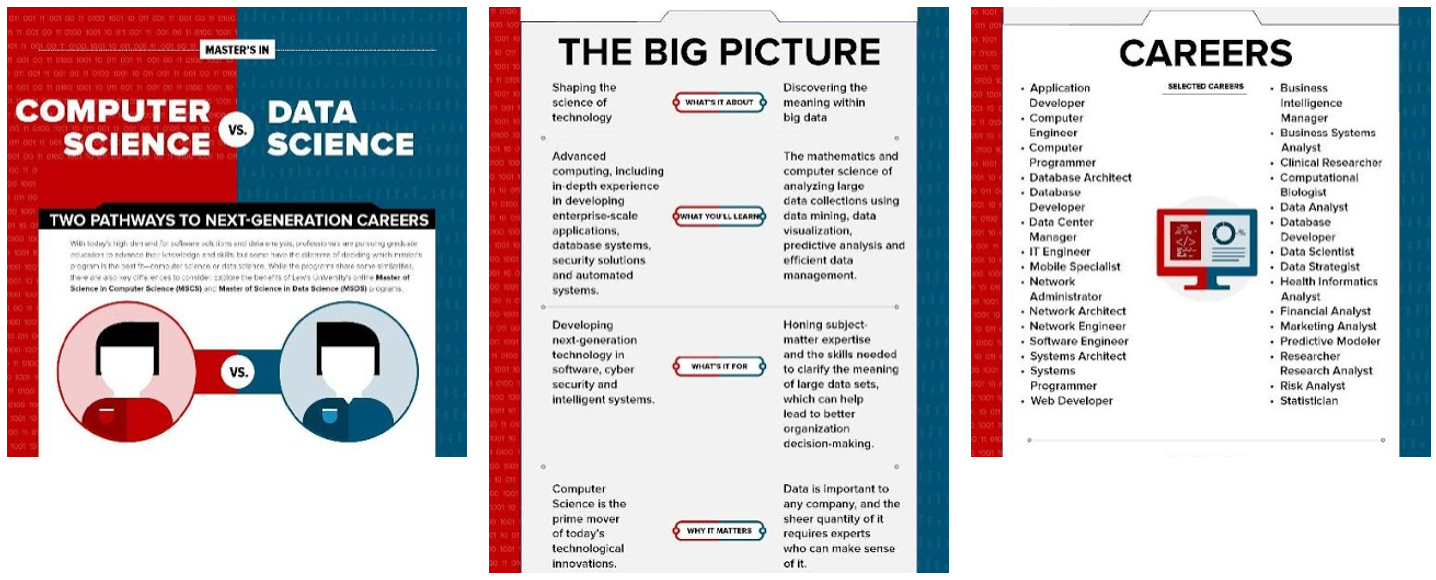 MASTER'S IN
COMPUTER
SCIENCE
VS.
DATA
SCIENCE
TWO PATHWAYS TO NEXT-GENERATION CAREERS
With today's high demand for software solutions and data analysis, professionals are pursuing graduate
education to advance their knowledge and skills but some have the dilemma of deciding which master's
program is the best fit—computer science or data science. While the programs share some similarities,
there are also key differences to consider. Explore the benefits of Lewis University's online Master of
Science in Computer Science (MSCS) and Master of Science in Data Science (MSDS) programs.
VS.
THE BIG PICTURE
Shaping the
science of
technology
WHAT'S IT ABOUT
Discovering the
meaning within
big data
Advanced
computing, including
in-depth experience
in developing
enterprise-scale
applications,
database systems,
security solutions
and automated
systems.
WHAT YOU'LL LEARN
The mathematics and
computer science of
analyzing large
data collections using
data mining, data
visualization,
predictive analysis and
efficient data
management.
Developing
next-generation
technology in
software, cyber
security and
intelligent systems.
WHAT'S IT FOR
Honing subject-
matter expertise
and the skills needed
to clarify the meaning
of large data sets,
which can help
lead to better
organization
decision-making.
Computer
Science is the
prime mover
of today's
technological
innovations.
WHY IT MATTERS
Data is important to
any company, and the
sheer quantity of it
requires experts
who can make sense
of it.
CAREERS
SELECTED CAREERS
• Application
Developer
• Computer
Engineer
• Computer
Programmer
• Database Architect
• Database
Developer
• Data Center
Manager
• IT Engineer
• Mobile Specialist
• Network
Administrator
• Network Architect
• Network Engineer
• Software Engineer
• Systems Architect
• Systems
Programmer
• Web Developer
• Business
Intelligence
Manager
• Business Systems
Analyst
• Clinical Researcher
• Computational
Biologist
• Data Analyst
• Database
Developer
• Data Scientist
• Data Strategist
• Health Informatics
Analyst
• Financial Analyst
• Marketing Analyst
• Predictive Modeler
• Researcher
Research Analyst
• Risk Analyst
• Statistician